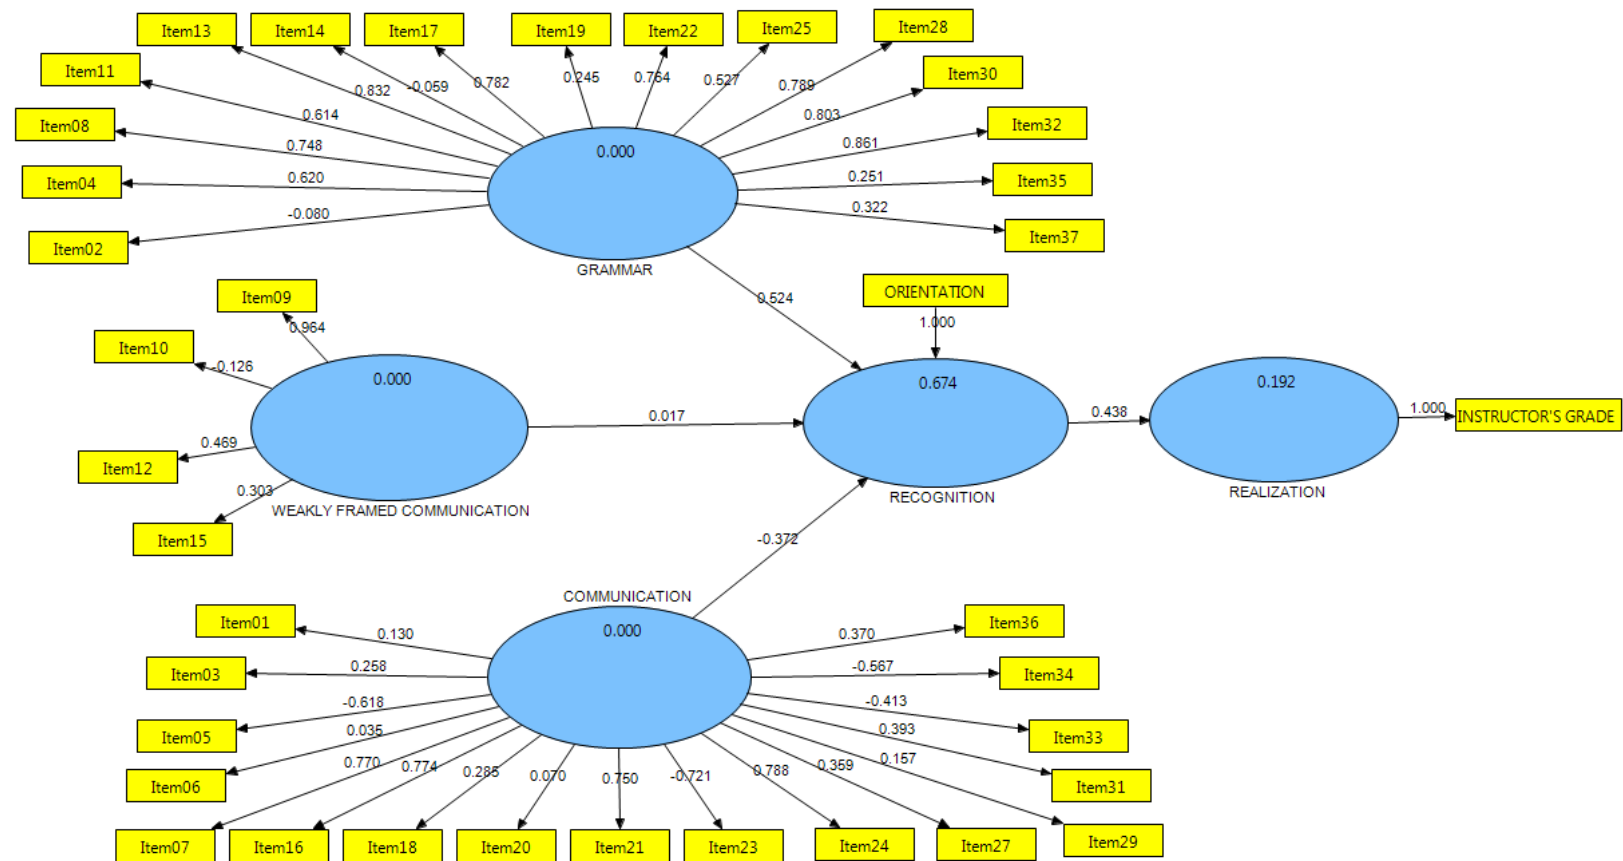 Item13
Item14
Item17
Item19
Item22
Item25
Item28
Item11
Item30
Item08
Item32
Item04
Item35
Item02
Item37
0.832
-0.059
0.782
0.245
0.764
0.527
0.789
0.614
0.803
0.748
0.861
0.620
0.251
-0.080
0.322
0.000
GRAMMAR
Item09
Item10
Item12
Item15
0.964
-0.126
0.469
0.303
0.000
WEAKLY FRAMED COMMUNICATION
0.524
0.017
-0.372
ORIENTATION
1.000
0.674
RECOGNITION
0.438
0.192
REALIZATION
1.000
INSTRUCTOR'S GRADE
COMMUNICATION
0.000
Item01
0.130
Item03
0.258
Item05
-0.618
Item06
0.035
0.770
0.774
0.285
0.070
0.750
-0.721
0.788
0.359
0.157
0.393
-0.413
-0.567
0.370
Item36
Item34
Item33
Item31
Item29
Item07
Item16
Item18
Item20
Item21
Item23
Item24
Item27